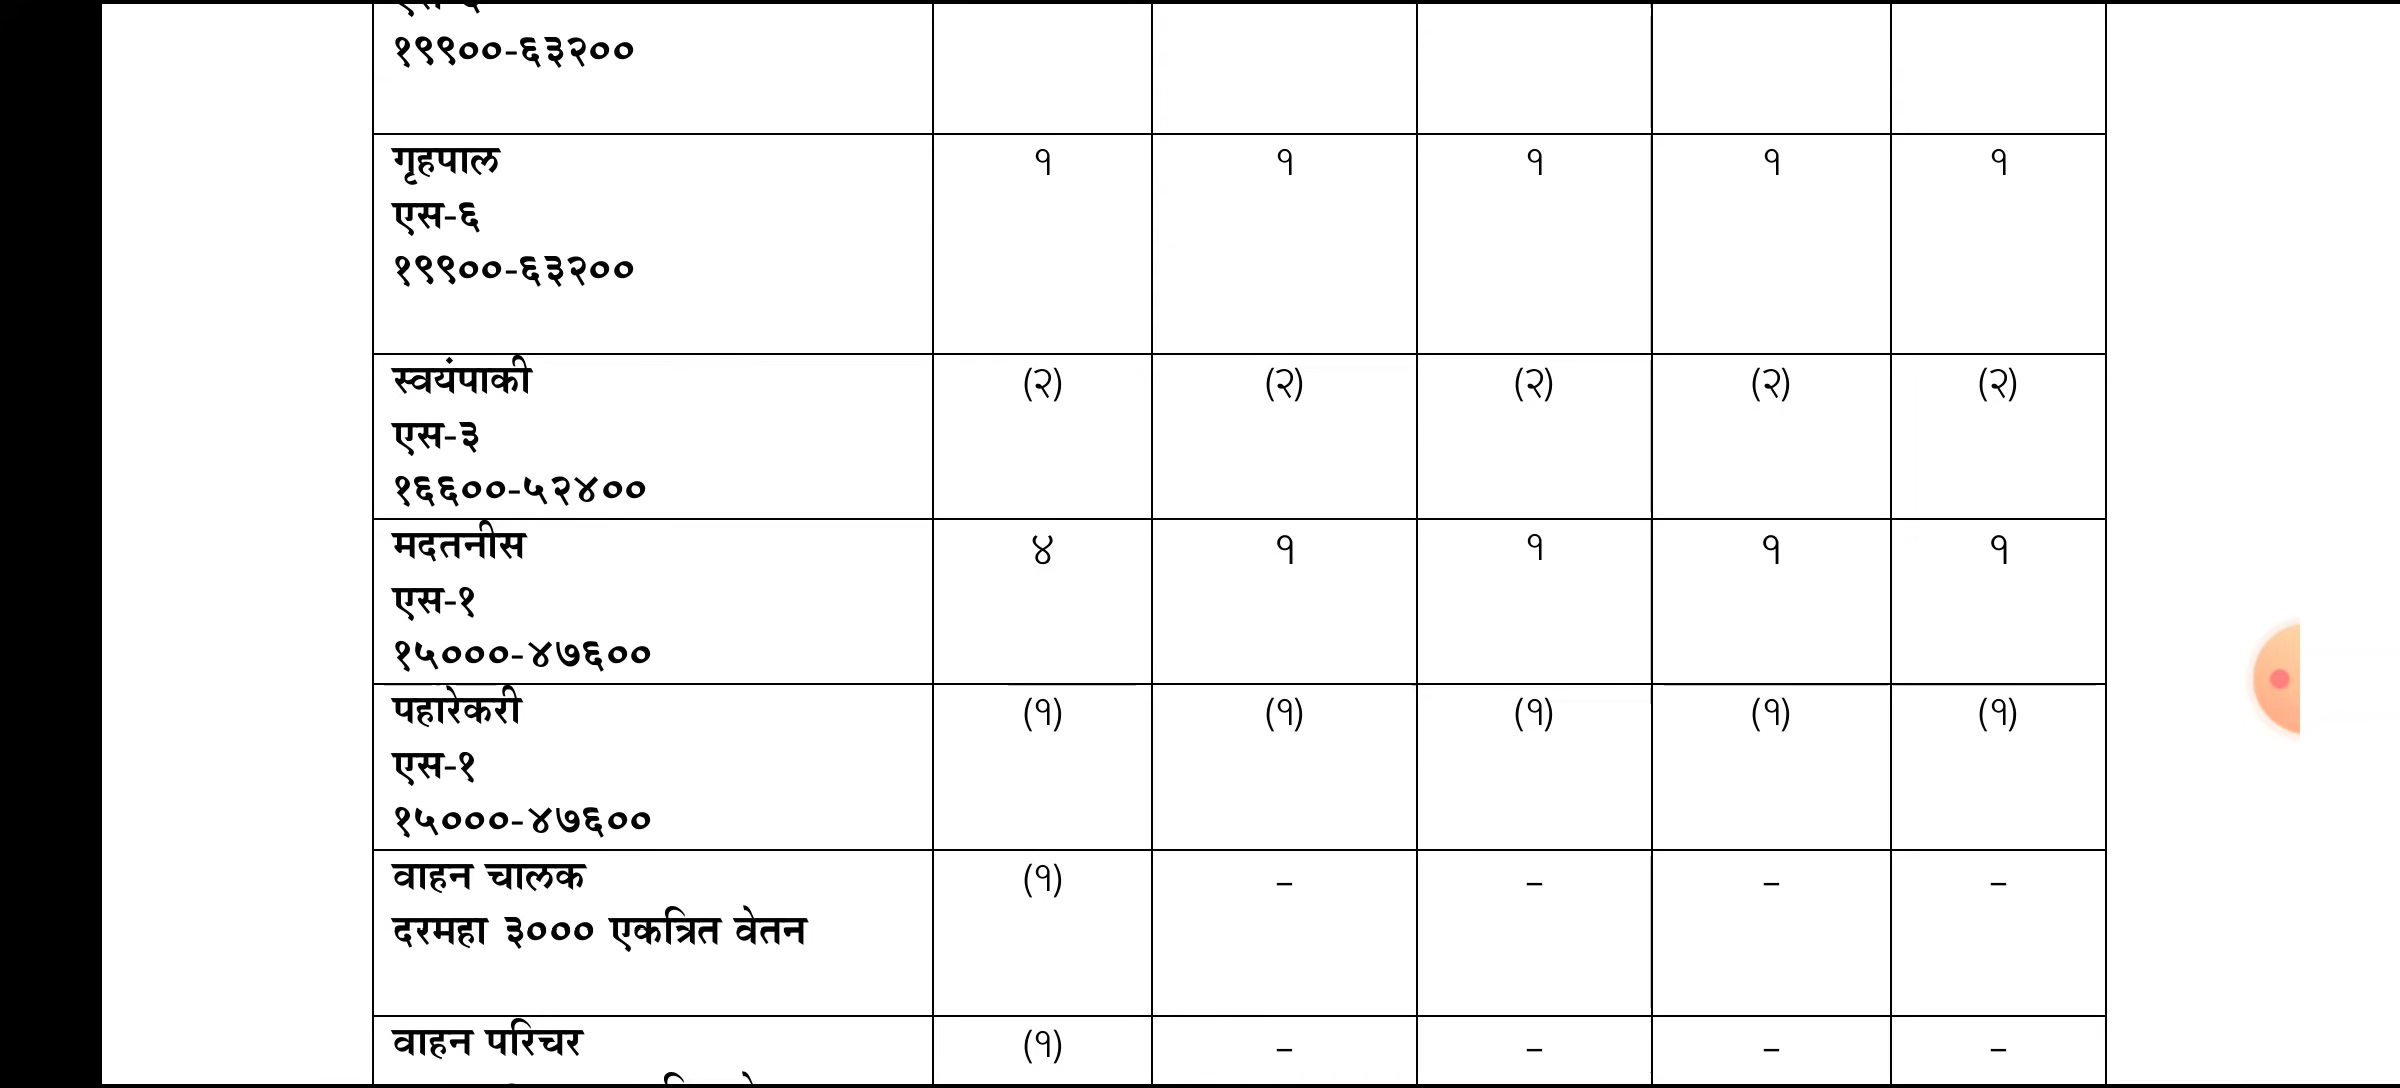 १९९००-६३२००
गृहपाल १ १ १ १ १
एस-६
१९९००-६३२००
स्वयंपाकी (२) (२) (२) (२) (२)
एस-३
१६६००-५२४००
मदतनीस ४ १ १ १ १
एस-१
१५०००-४७६००
पहारेकरी (१) (१) (१) (१) (१)
एस-१
१५०००-४७६००
वाहन चालक (१) - - - -
दरमहा ३००० एकत्रित वेतन
वाहन परिचर (१) - - - -